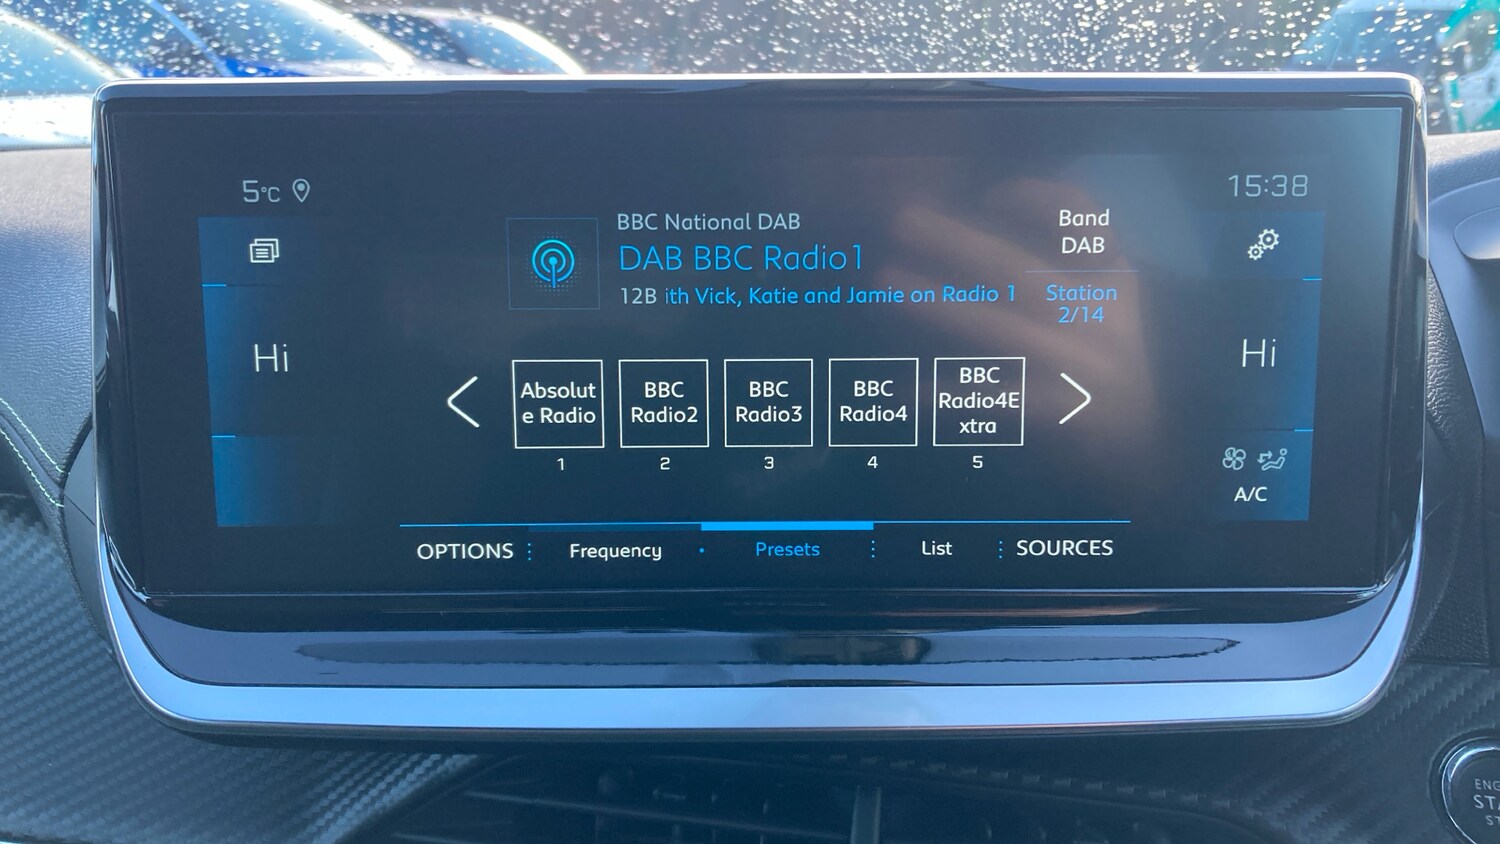 5°C
15:38
BBC National DAB
DAB BBC Radio1
12B ith Vick, Katie and Jamie on Radio 1
Band
DAB
Station
2/14
Hi
Hi
Absolut
e Radio
BBC
Radio2
BBC
Radio3
BBC
Radio4
BBC
Radio4E
xtra
1
2
3
4
5
A/C
OPTIONS
Frequency
Presets
List
SOURCES